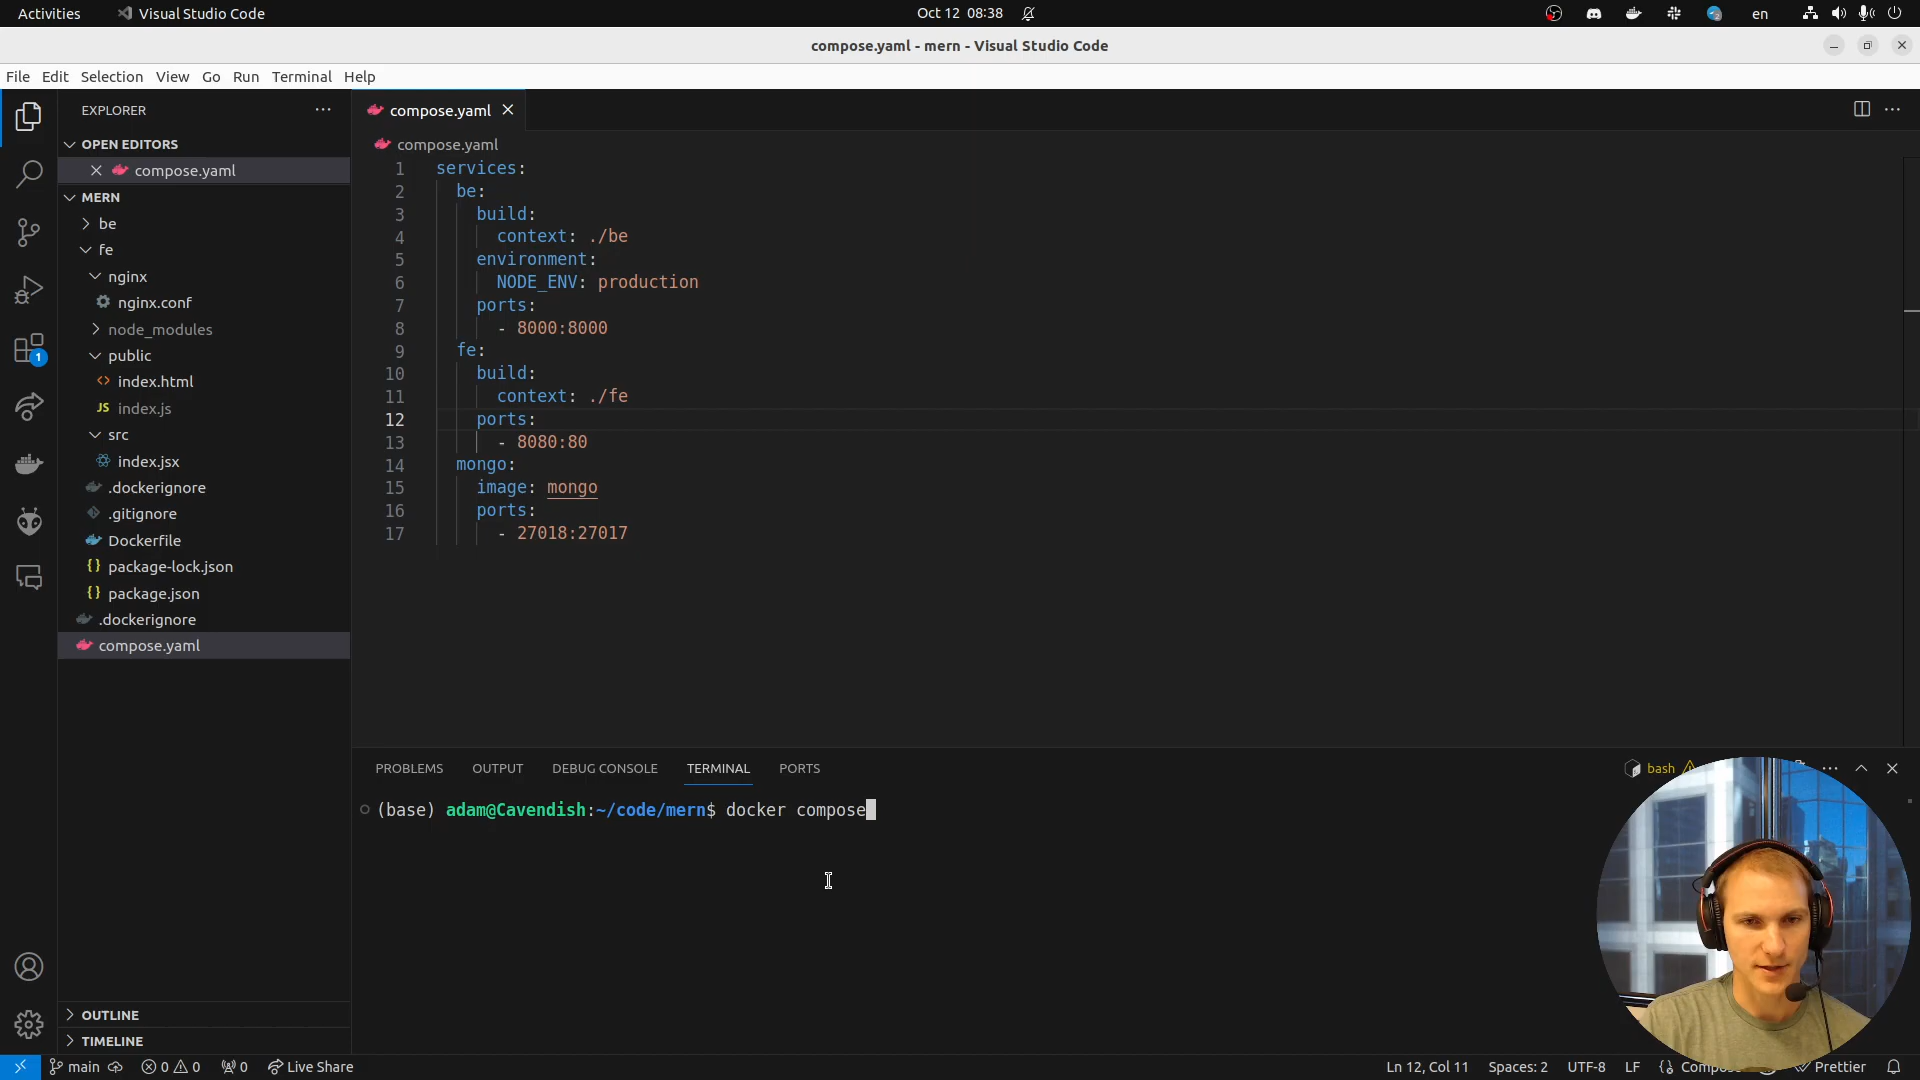 Activities
Visual Studio Code
Oct 12 08:38
en
compose.yaml - mern - Visual Studio Code
File Edit Selection View Go Run Terminal Help
EXPLORER
OPEN EDITORS
compose.yaml
MERN
be
fe
nginx
nginx.conf
node_modules
public
index.html
JS index.js
src
index.jsx
.dockerignore
.gitignore
Dockerfile
{} package-lock.json
{} package.json
.dockerignore
compose.yaml
OUTLINE
TIMELINE
1
compose.yaml
compose.yaml
1 services:
2 be:
3 build:
4 context: ./be
5 environment:
6 NODE_ENV: production
7 ports:
8 - 8000:8000
9 fe:
10 build:
11 context: ./fe
12 ports:
13 - 8080:80
14 mongo:
15 image: mongo
16 ports:
17 - 27018:27017
PROBLEMS OUTPUT DEBUG CONSOLE TERMINAL PORTS
bash
(base) adam@Cavendish:~/code/mern$ docker compose
main 0 0 0 Live Share
Ln 12, Col 11 Spaces: 2 UTF-8 LF Prettier